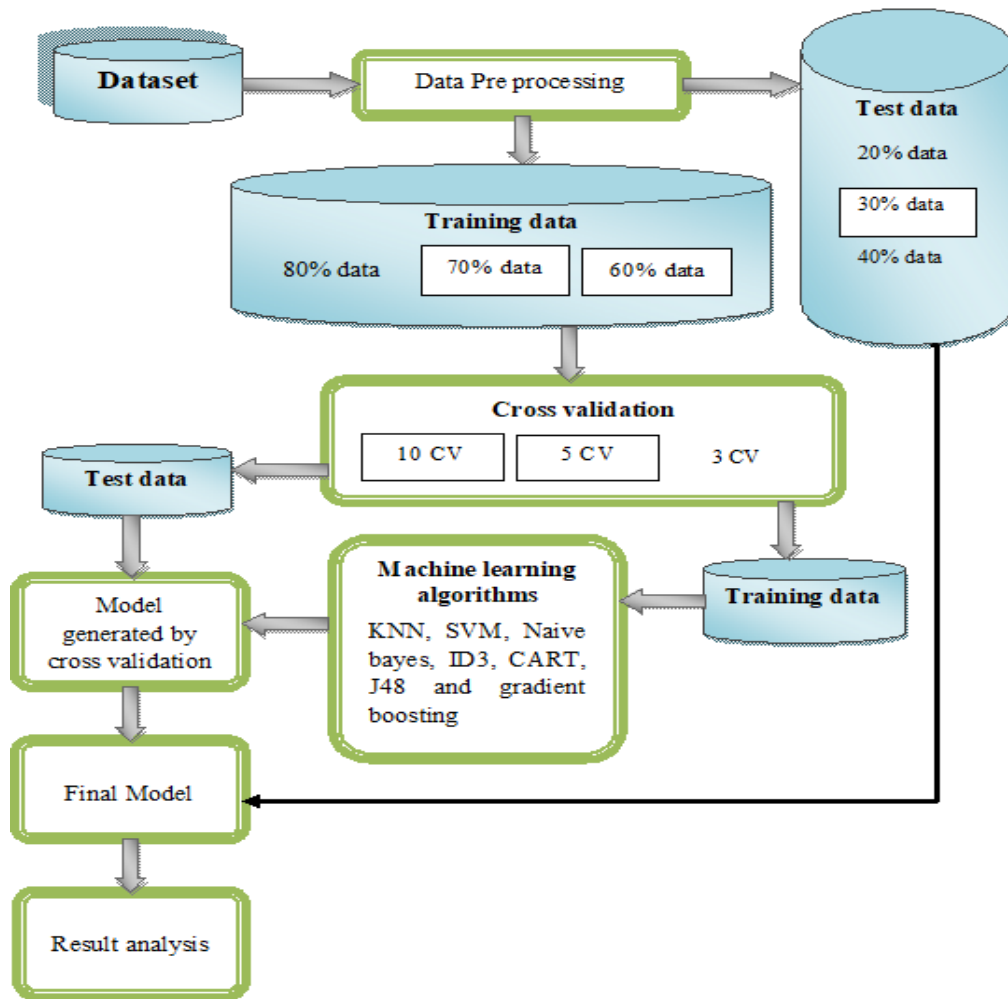 Dataset
Data Pre processing
Test data
20% data
30% data
40% data
Training data
80% data
70% data
60% data
Cross validation
10 CV
5 CV
3 CV
Test data
Training data
Machine learning
algorithms
KNN, SVM, Naive
bayes, ID3, CART,
J48 and gradient
boosting
Model
generated by
cross validation
Final Model
Result analysis